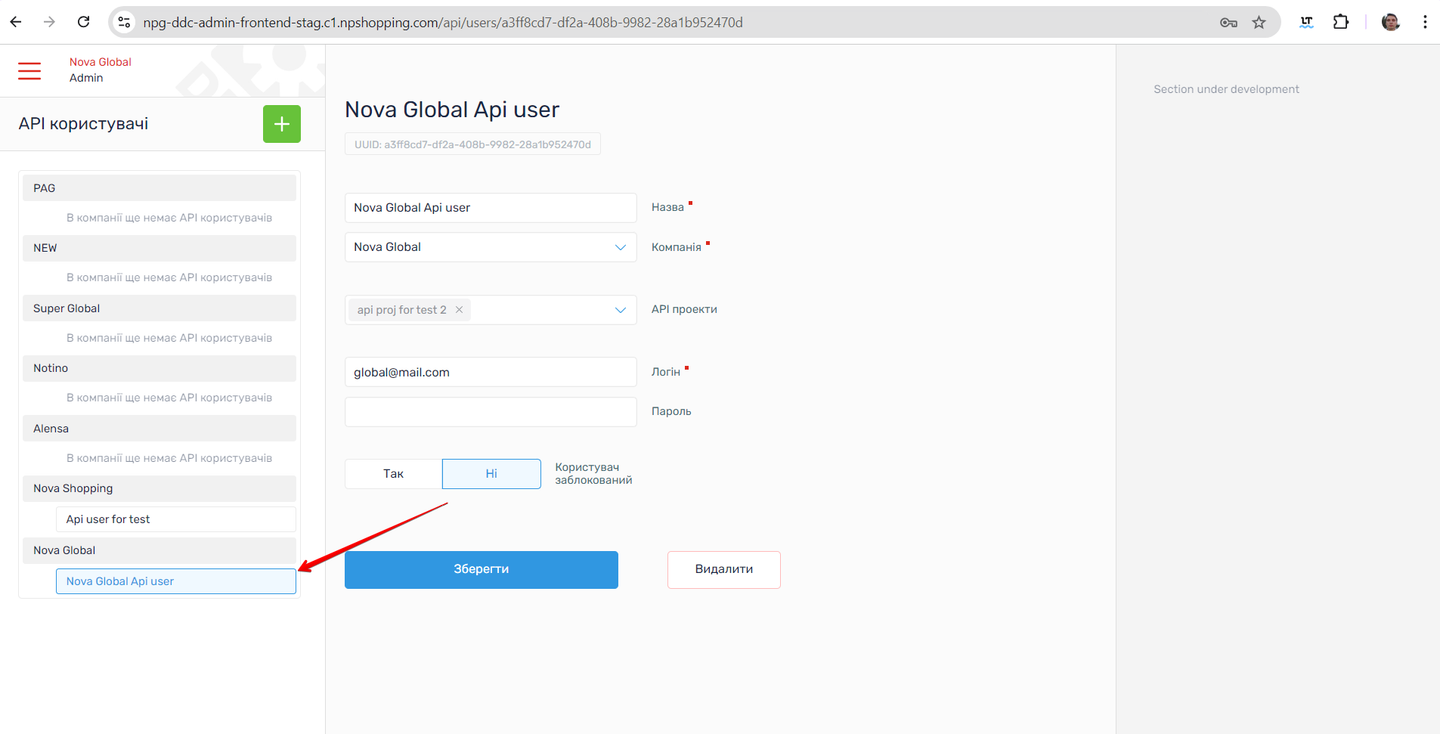 npg-ddc-admin-frontend-stag.c1.npshopping.com/api/users/a3ff8cd7-df2a-408b-9982-28a1b952470d
LT
Nova Global
Admin
API користувачі
PAG
В компанії ще немає API користувачів
NEW
В компанії ще немає API користувачів
Super Global
В компанії ще немає API користувачів
Notino
В компанії ще немає API користувачів
Alensa
В компанії ще немає API користувачів
Nova Shopping
Api user for test
Nova Global
Nova Global Api user
Nova Global Api user
UUID: a3ff8cd7-df2a-408b-9982-28a1b952470d
Nova Global Api user Назва
Nova Global Компанія
api proj for test 2 API проекти
global@mail.com Логін
Пароль
Так Ні Користувач
заблокований
Зберегти Видалити
Section under development